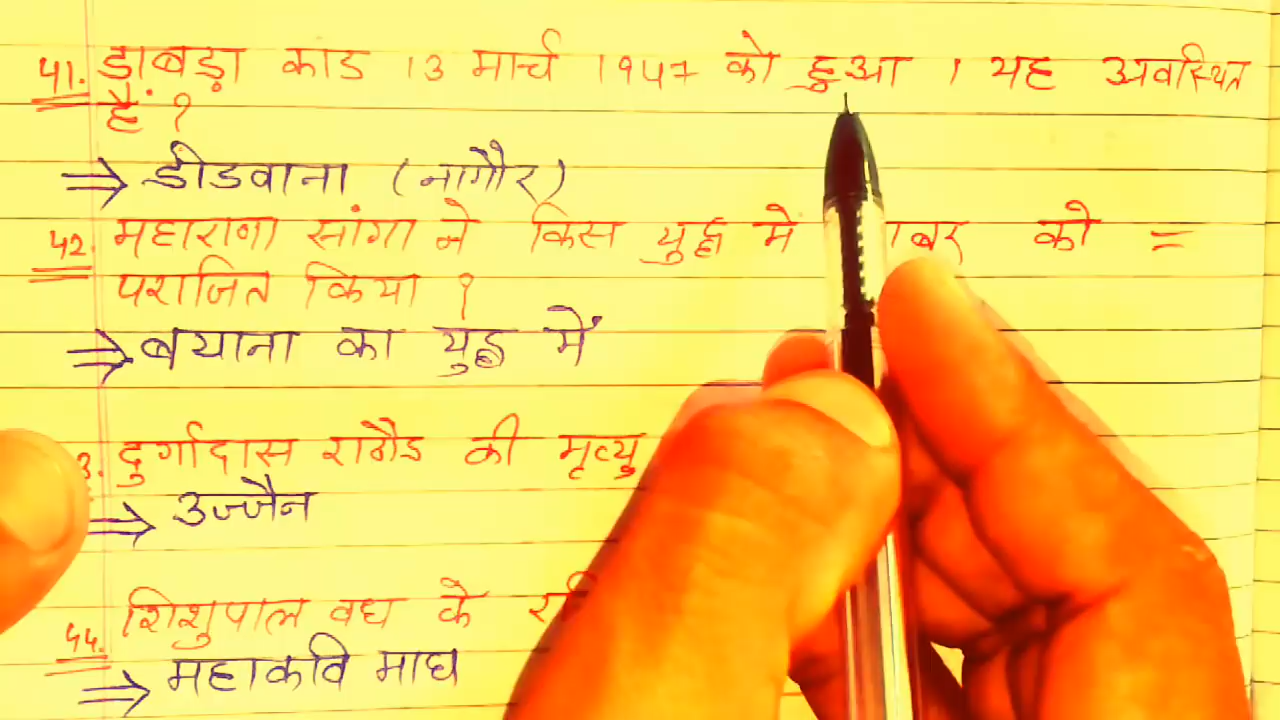 41. डाबड़ा कांड 13 मार्च 1947 को हुआ । यह अवस्थित
हैं ?
⇒ डीडवाना (नागौर)
42. महाराणा सांगा ने किस युद्ध में को =
पराजित किया ?
⇒ बयाना का युद्ध में
दुर्गादास राठौड की मृत्यु
⇒ उज्जैन
44. शिशुपाल वध के
⇒ महाकवि माघ